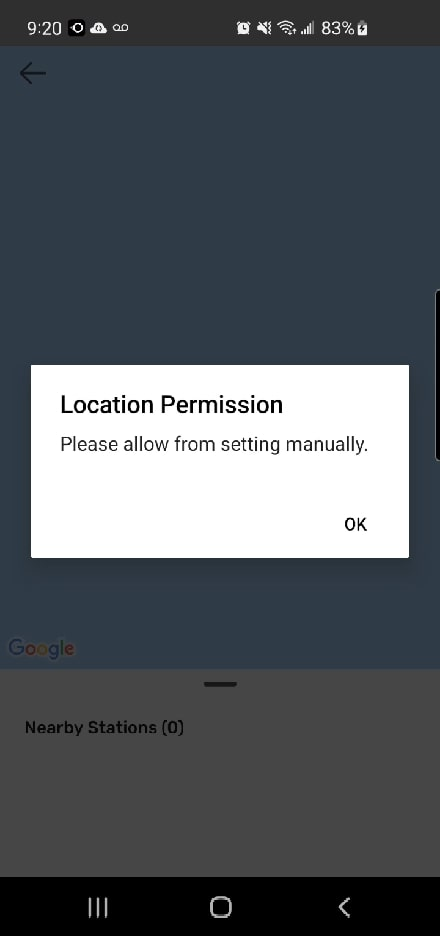 9:20
83%
Location Permission
Please allow from setting manually.
OK
Google
Nearby Stations (0)